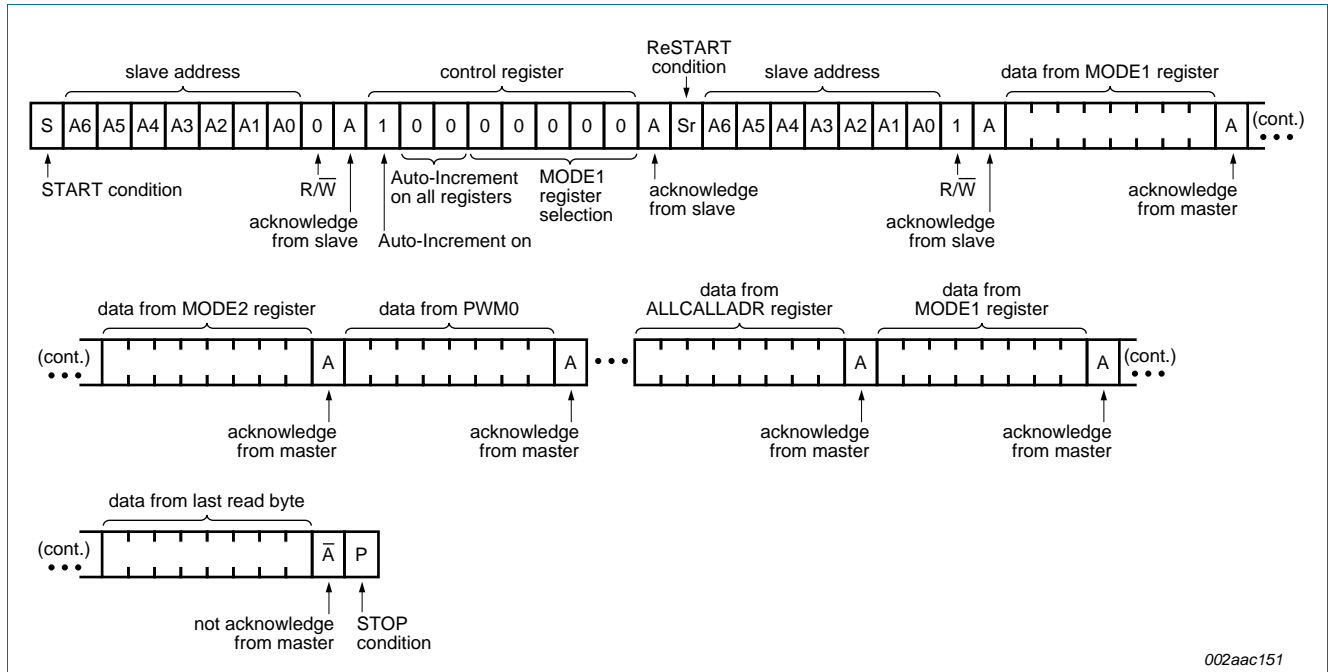 ReSTART
condition
slave address
control register
slave address
data from MODE1 register
S A6 A5 A4 A3 A2 A1 A0 0 A 1 0 0 0 0 0 0 0 A Sr A6 A5 A4 A3 A2 A1 A0 1 A A (cont.)
START condition
R/W̅
acknowledge
from slave
Auto-Increment on
Auto-Increment
on all registers
MODE1
register
selection
acknowledge
from slave
R/W̅
acknowledge
from slave
acknowledge
from master
data from MODE2 register
data from PWM0
data from
ALLCALLADR register
data from
MODE1 register
(cont.) A A A A (cont.)
acknowledge
from master
acknowledge
from master
acknowledge
from master
acknowledge
from master
data from last read byte
(cont.) A̅ P
not acknowledge
from master
STOP
condition
002aac151